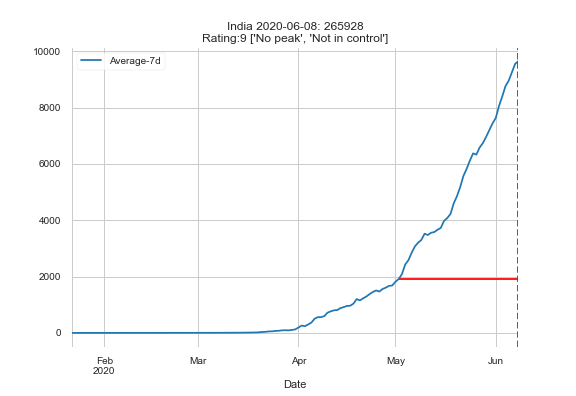 India 2020-06-08: 265928
Rating:9 ['No peak', 'Not in control']
10000
Average-7d
8000
6000
4000
2000
0
Feb
2020
Mar
Apr
May
Jun
Date